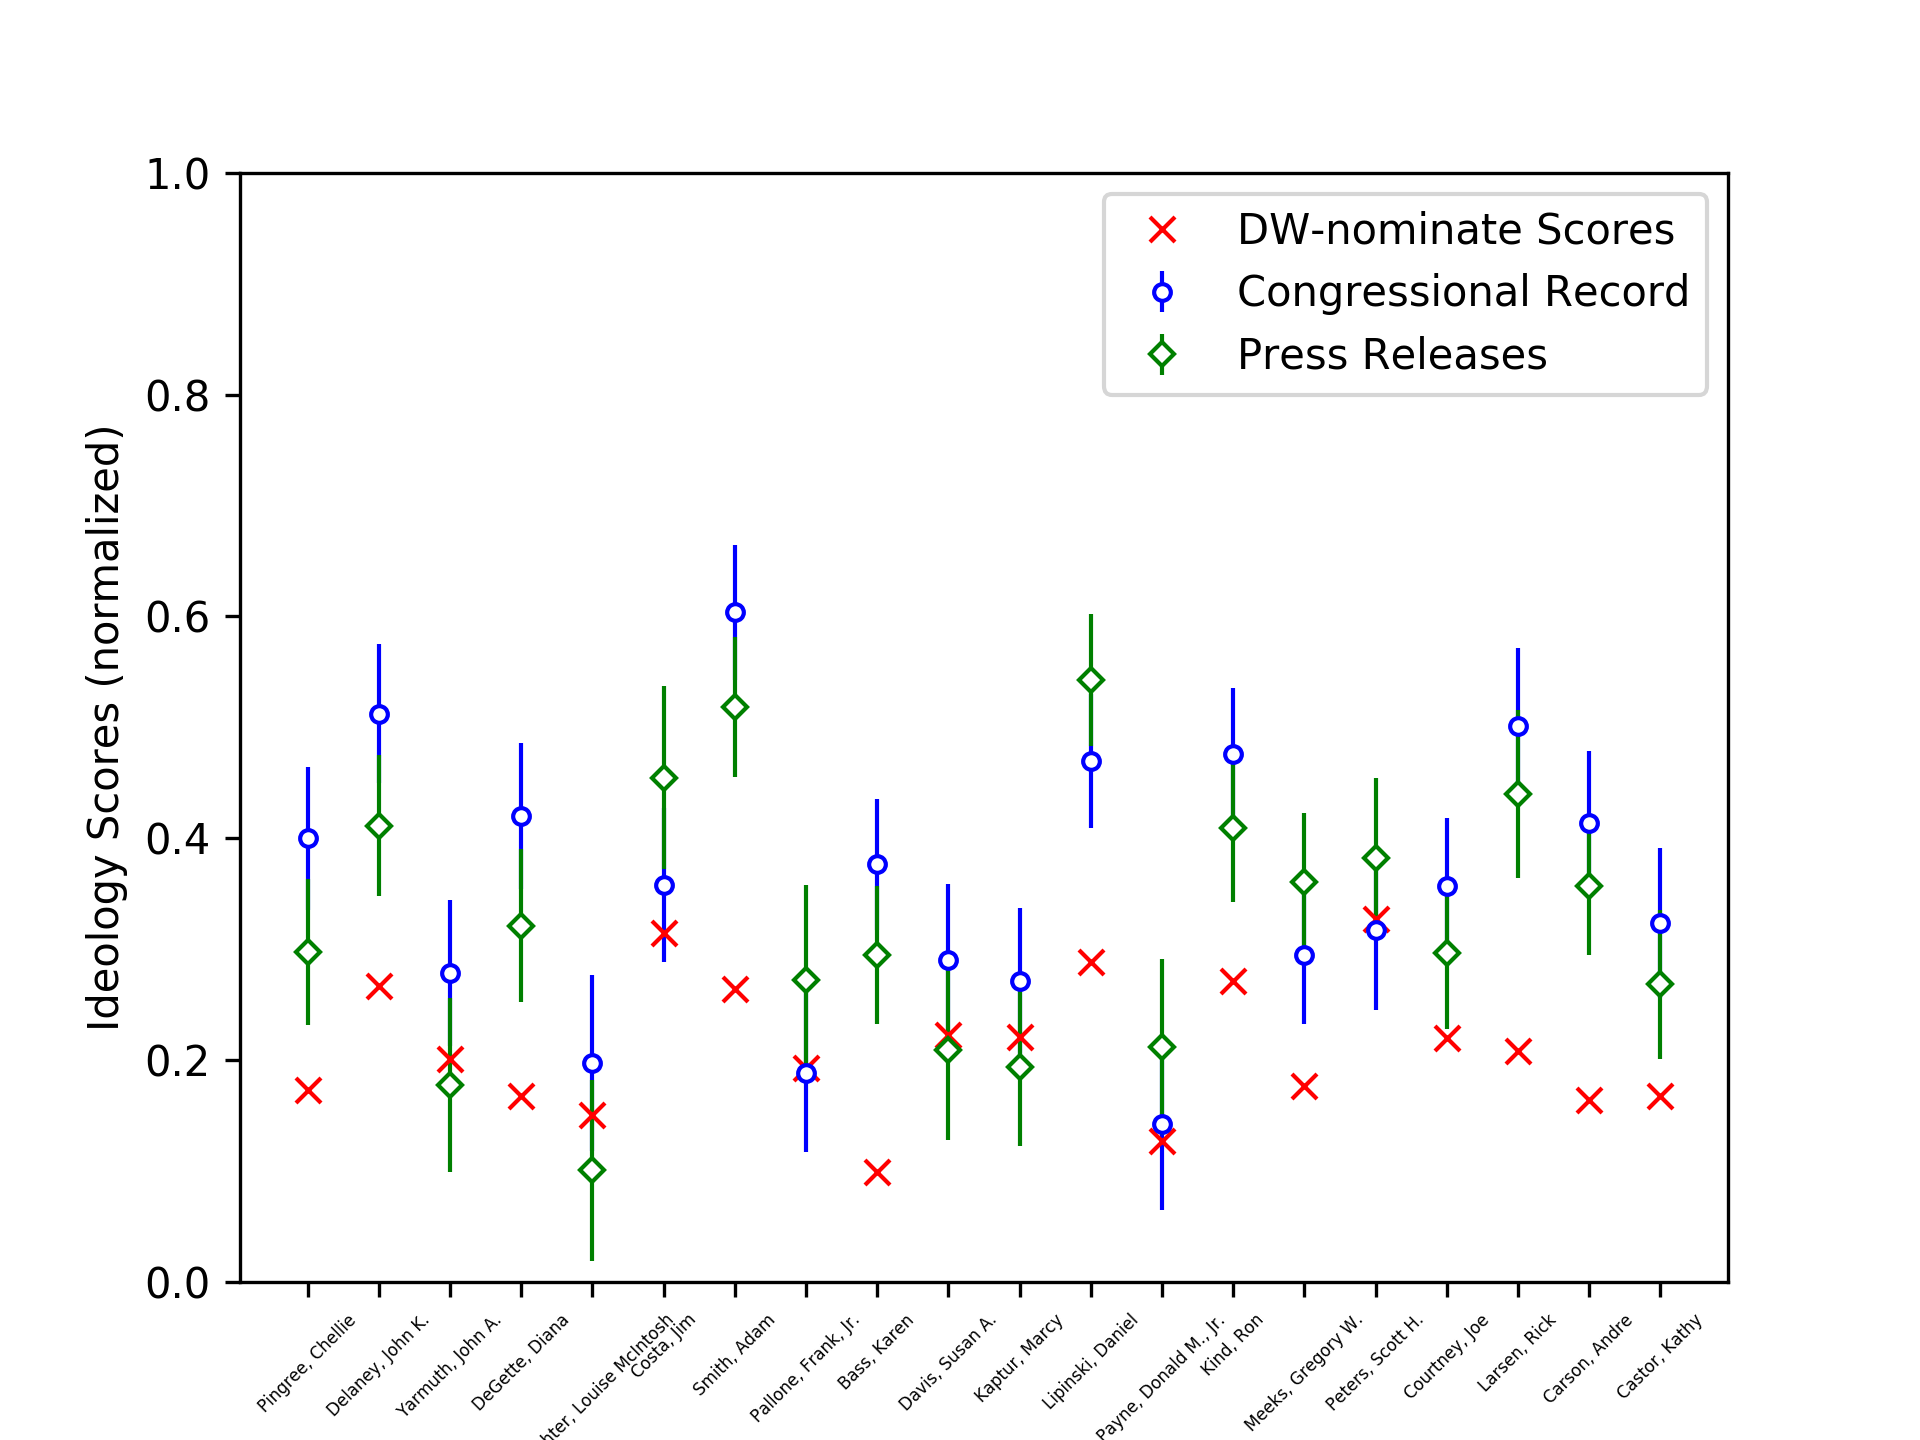 1.0
DW-nominate Scores
Congressional Record
Press Releases
0.8
0.6
0.4
0.2
0.0
Ideology Scores (normalized)
Pingree, Chellie
Delaney, John K.
Yarmuth, John A.
DeGette, Diana
hter, Louise McIntosh
Costa, Jim
Smith, Adam
Pallone, Frank, Jr.
Bass, Karen
Davis, Susan A.
Kaptur, Marcy
Lipinski, Daniel
Payne, Donald M., Jr.
Kind, Ron
Meeks, Gregory W.
Peters, Scott H.
Courtney, Joe
Larsen, Rick
Carson, Andre
Castor, Kathy